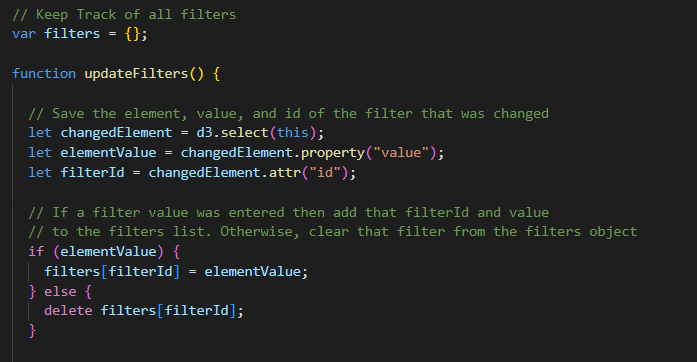 // Keep Track of all filters
var filters = {};
function updateFilters() {
// Save the element, value, and id of the filter that was changed
let changedElement = d3.select(this);
let elementValue = changedElement.property("value");
let filterId = changedElement.attr("id");
// If a filter value was entered then add that filterId and value
// to the filters list. Otherwise, clear that filter from the filters object
if (elementValue) {
filters[filterId] = elementValue;
} else {
delete filters[filterId];
}